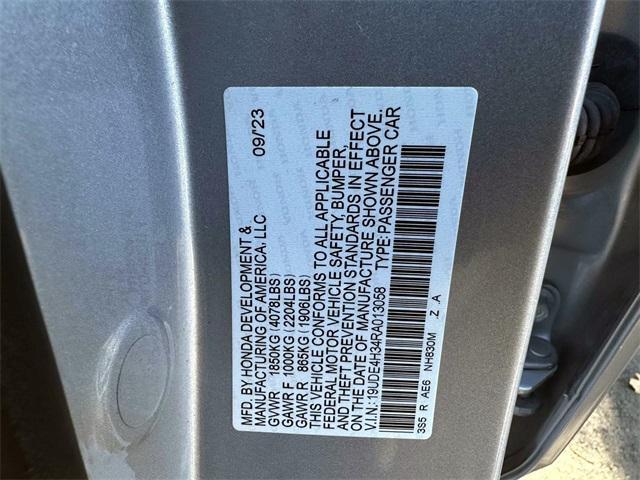 MFD BY HONDA DEVELOPMENT &
MANUFACTURING OF AMERICA, LLC 09/'23
GVWR 1850KG (4078LBS)
GAWR F 1000KG (2204LBS)
GAWR R 865KG (1908LBS)
THIS VEHICLE CONFORMS TO ALL APPLICABLE
FEDERAL MOTOR VEHICLE SAFETY, BUMPER,
AND THEFT PREVENTION STANDARDS IN EFFECT
ON THE DATE OF MANUFACTURE SHOWN ABOVE.
V.I.N.:19UDE4H34RA013058 TYPE:PASSENGER CAR
3S5 R AE6 NH830M .Z .A